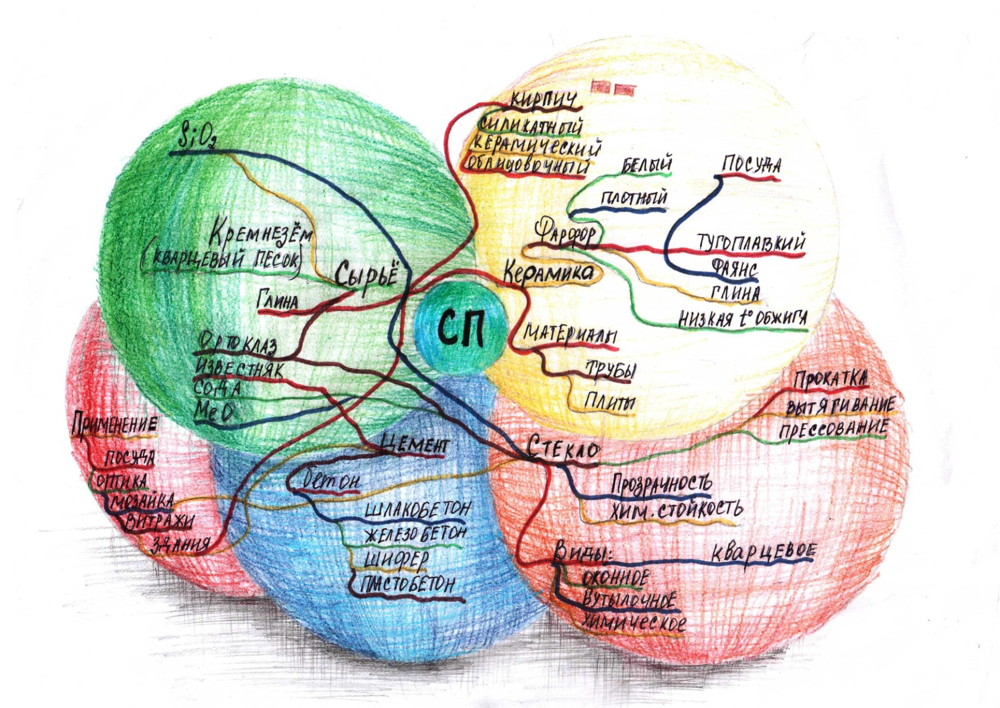 СП
SiO₂
Кремнезём
(кварцевый песок)
Сырьё
Глина
Ортоклаз
Известняк
Сода
МеО
Кирпич
силикатный
керамический
облицовочный
Белый
Плотный
Посуда
Фарфор
Тугоплавкий
Фаянс
Глина
Низкая t° обжига
Керамика
Материалы
Трубы
Плиты
Применение
посуда
оптика
мозайка
витражи
здания
Цемент
бетон
шлакобетон
железобетон
шифер
пластобетон
Стекло
Прокатка
вытягивание
прессование
Прозрачность
хим. стойкость
Виды: кварцевое
оконное
Бутылочное
химическое